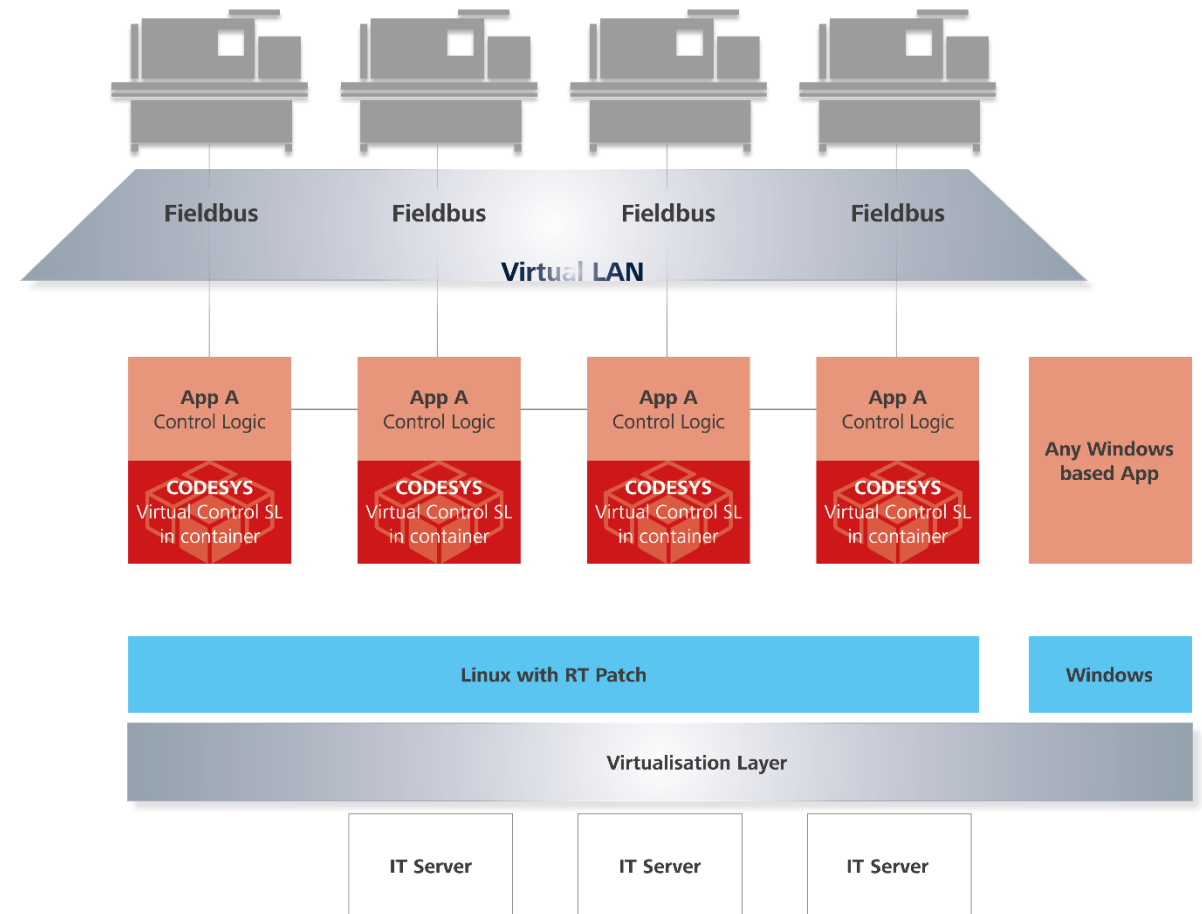 Fieldbus
Fieldbus
Fieldbus
Fieldbus
Virtual LAN
App A
Control Logic
App A
Control Logic
App A
Control Logic
App A
Control Logic
Any Windows
based App
CODESYS
Virtual Control SL
in container
CODESYS
Virtual Control SL
in container
CODESYS
Virtual Control SL
in container
CODESYS
Virtual Control SL
in container
Linux with RT Patch
Windows
Virtualisation Layer
IT Server
IT Server
IT Server